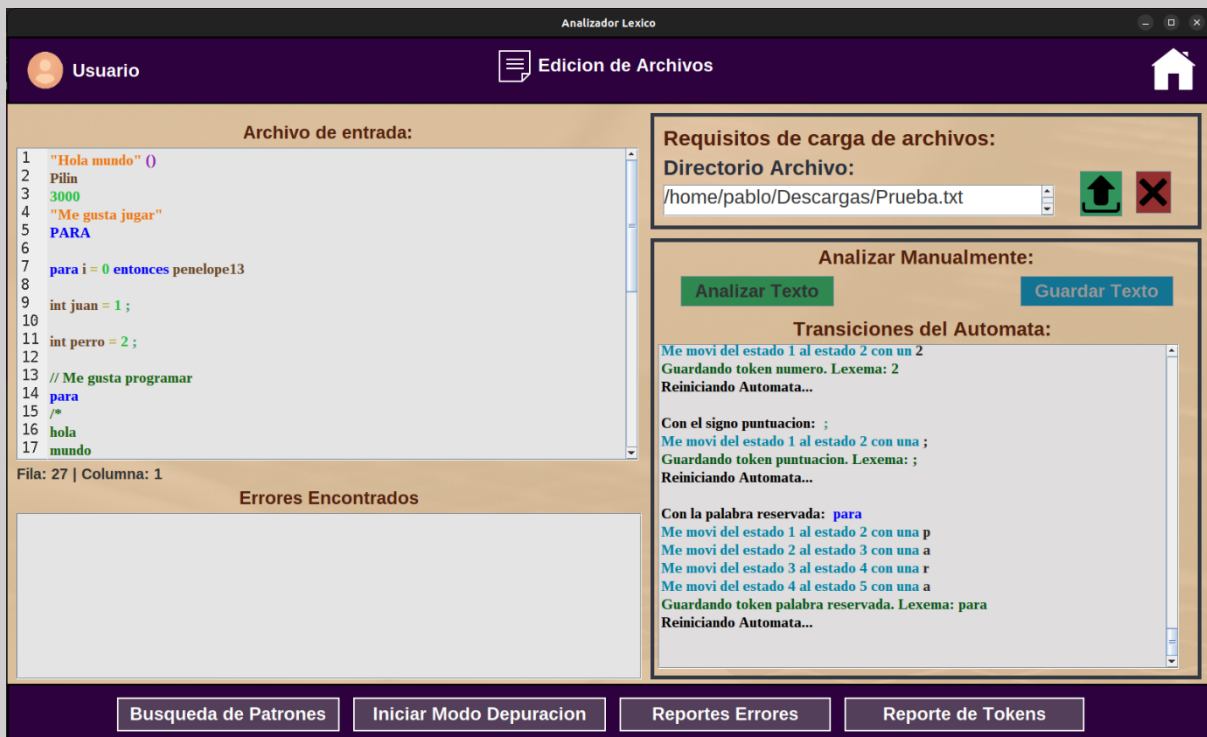 Analizador Lexico
Usuario
Edicion de Archivos
Archivo de entrada:
1 "Hola mundo" ()
2 Pilin
3 3000
4 "Me gusta jugar"
5 PARA
6
7 para i = 0 entonces penelope13
8
9 int juan = 1 ;
10
11 int perro = 2 ;
12
13 // Me gusta programar
14 para
15 /*
16 hola
17 mundo
Fila: 27 | Columna: 1
Errores Encontrados
Requisitos de carga de archivos:
Directorio Archivo:
/home/pablo/Descargas/Prueba.txt
Analizar Manualmente:
Analizar Texto
Guardar Texto
Transiciones del Automata:
Me movi del estado 1 al estado 2 con un 2
Guardando token numero. Lexema: 2
Reiniciando Automata...
Con el signo puntuacion: ;
Me movi del estado 1 al estado 2 con una ;
Guardando token puntuacion. Lexema: ;
Reiniciando Automata...
Con la palabra reservada: para
Me movi del estado 1 al estado 2 con una p
Me movi del estado 2 al estado 3 con una a
Me movi del estado 3 al estado 4 con una r
Me movi del estado 4 al estado 5 con una a
Guardando token palabra reservada. Lexema: para
Reiniciando Automata...
Busqueda de Patrones
Iniciar Modo Depuracion
Reportes Errores
Reporte de Tokens